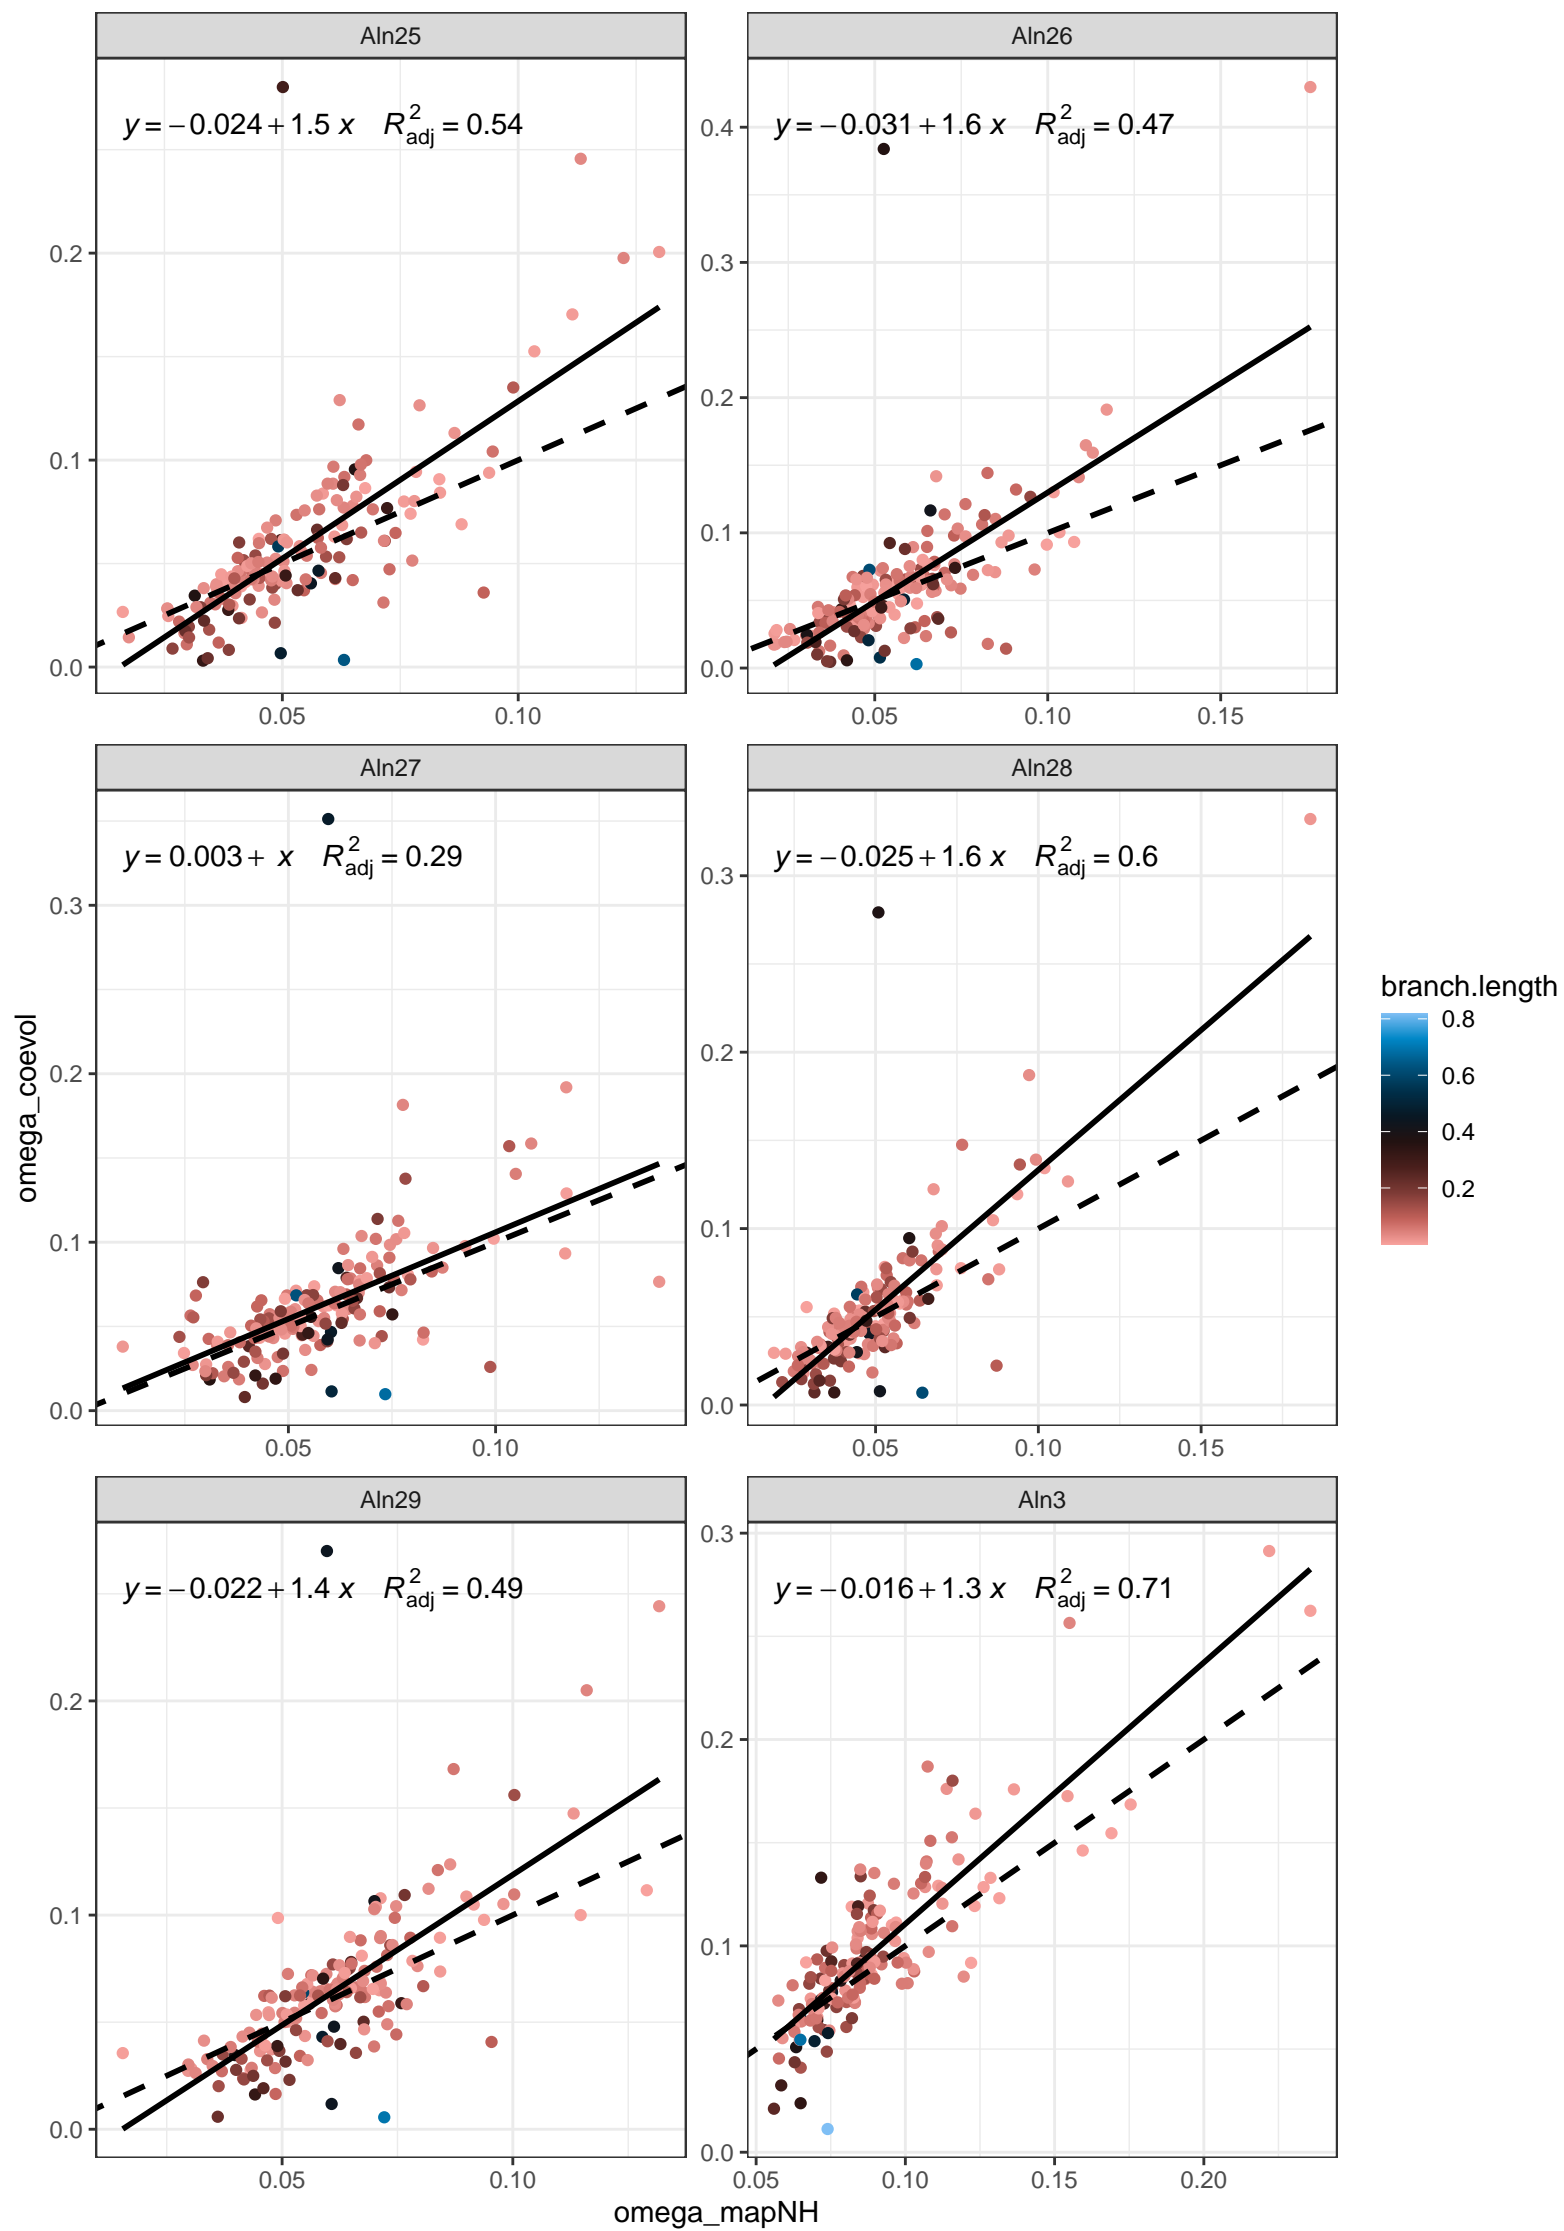 Aln25
Aln26
y = −0.024 + 1.5 x R²adj = 0.54
y = −0.031 + 1.6 x R²adj = 0.47
0.2
0.1
0.0
0.4
0.3
0.2
0.1
0.0
0.05 0.10
0.05 0.10 0.15
Aln27
Aln28
y = 0.003 + x R²adj = 0.29
y = −0.025 + 1.6 x R²adj = 0.6
0.3
0.2
0.1
0.0
0.3
0.2
0.1
0.0
0.05 0.10
0.05 0.10 0.15
Aln29
Aln3
y = −0.022 + 1.4 x R²adj = 0.49
y = −0.016 + 1.3 x R²adj = 0.71
0.2
0.1
0.0
0.3
0.2
0.1
0.0
0.05 0.10
0.05 0.10 0.15 0.20
omega_mapNH
omega_coevol
branch.length
0.8
0.6
0.4
0.2